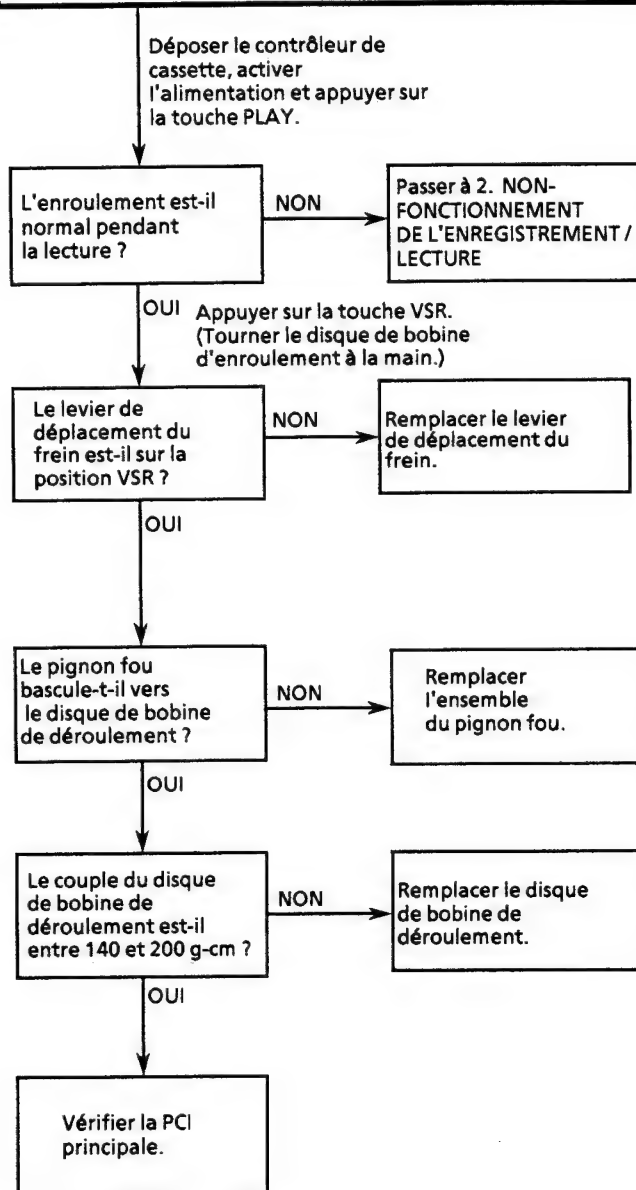 Déposer le contrôleur de
cassette, activer
l'alimentation et appuyer sur
la touche PLAY.
L'enroulement est-il
normal pendant
la lecture ?
NON
Passer à 2. NON-
FONCTIONNEMENT
DE L'ENREGISTREMENT /
LECTURE
OUI
Appuyer sur la touche VSR.
(Tourner le disque de bobine
d'enroulement à la main.)
Le levier de
déplacement du
frein est-il sur la
position VSR ?
NON
Remplacer le levier
de déplacement du
frein.
OUI
Le pignon fou
bascule-t-il vers
le disque de bobine
de déroulement ?
NON
Remplacer
l'ensemble
du pignon fou.
OUI
Le couple du disque
de bobine de
déroulement est-il
entre 140 et 200 g-cm ?
NON
Remplacer le disque
de bobine de
déroulement.
OUI
Vérifier la PCI
principale.